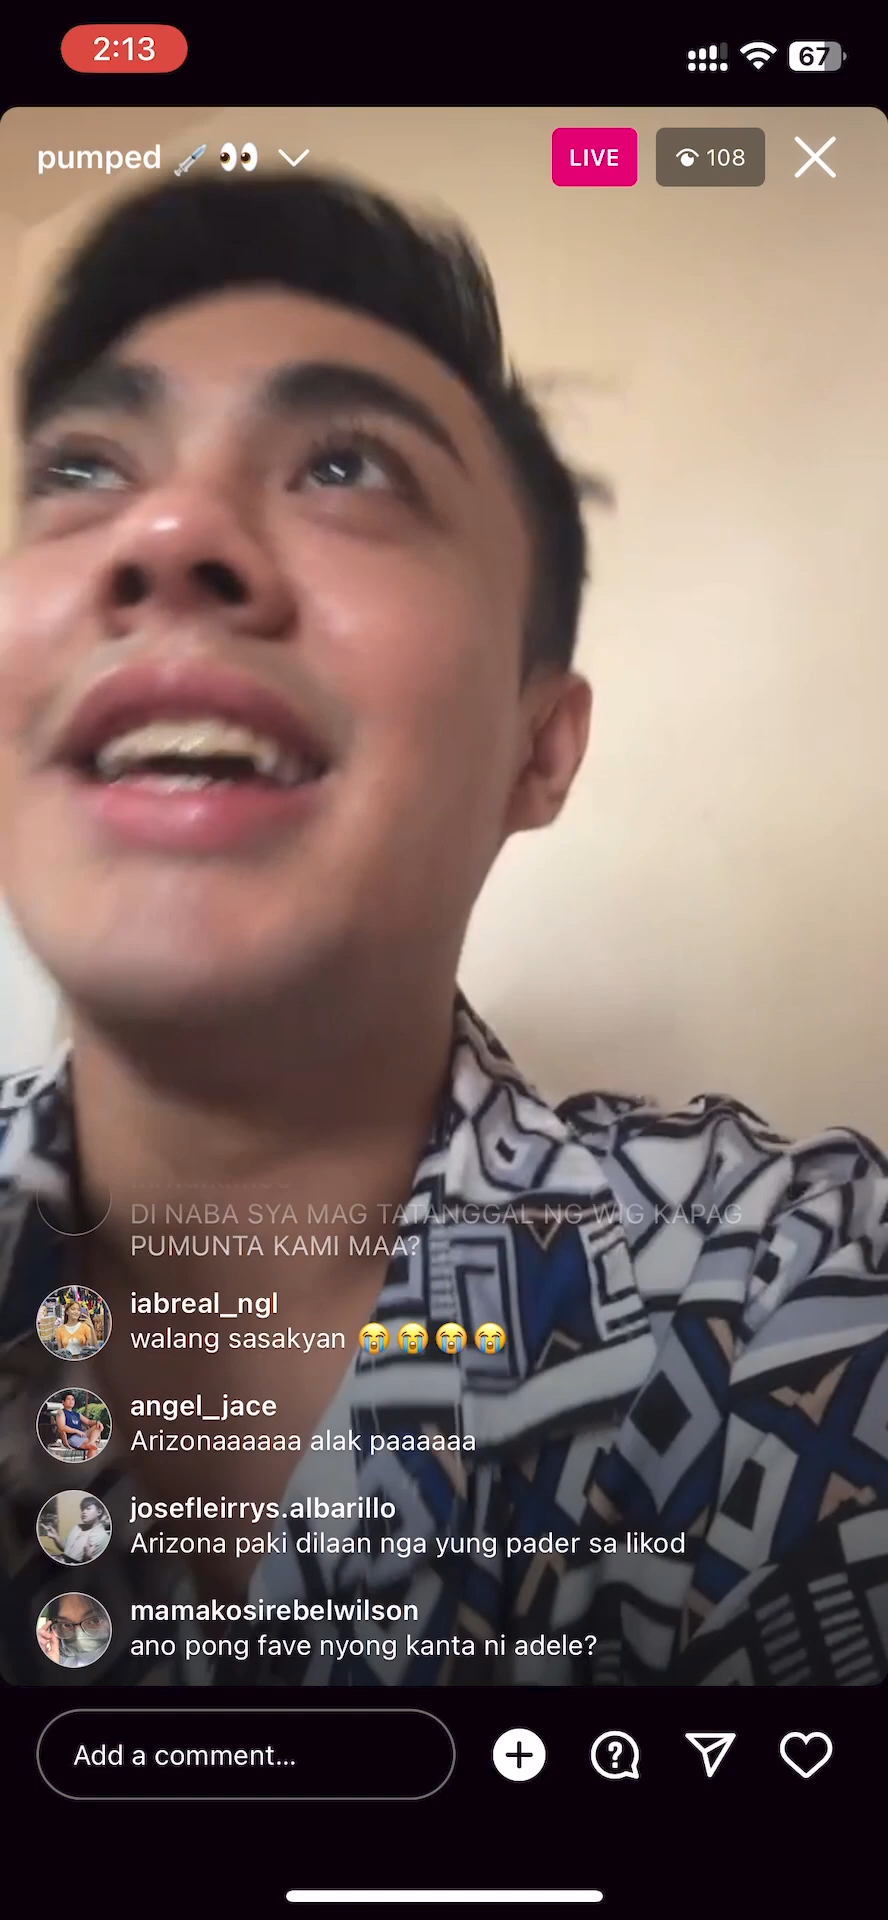 2:13
67
pumped 💉 👀
LIVE
108
DI NABA SYA MAG TATANGGAL NG WIG KAPAG
PUMUNTA KAMI MAA?
iabreal_ngl
walang sasakyan 😭😭😭😭
angel_jace
Arizonaaaaaa alak paaaaaa
josefleirrys.albarillo
Arizona paki dilaan nga yung pader sa likod
mamakosirebelwilson
ano pong fave nyong kanta ni adele?
Add a comment...